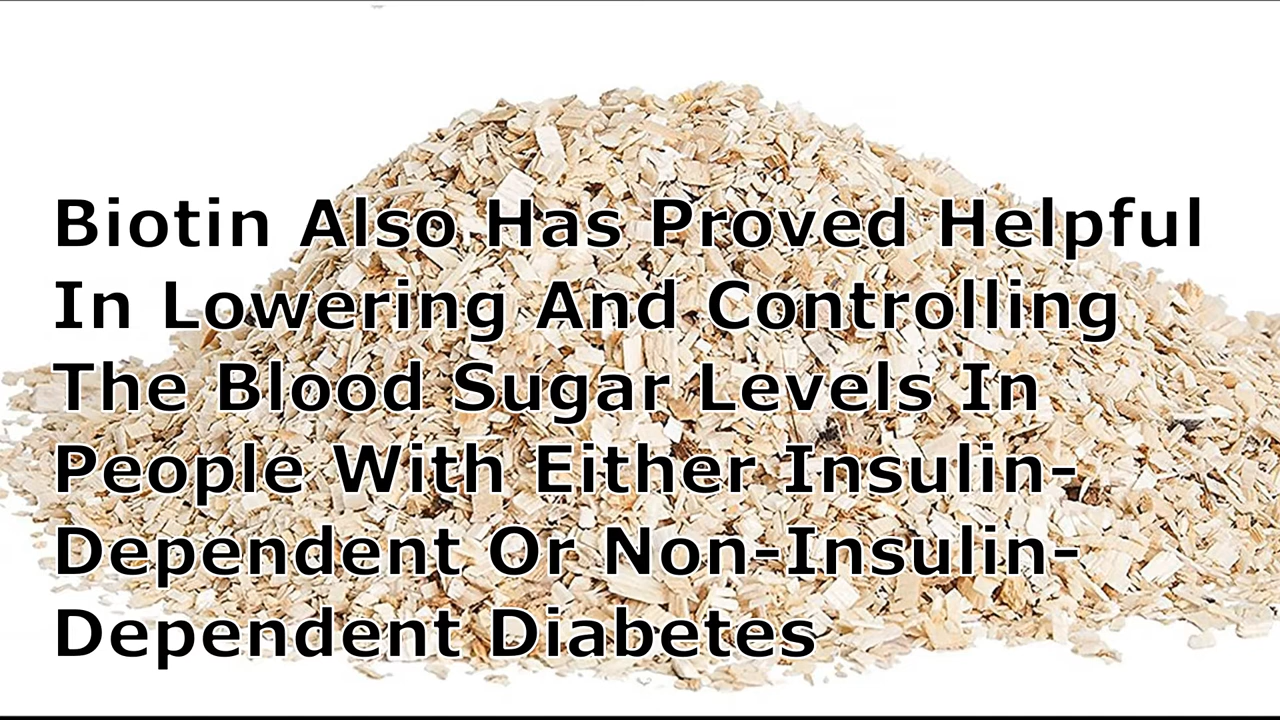 Biotin Also Has Proved Helpful
In Lowering And Controlling
The Blood Sugar Levels In
People With Either Insulin-
Dependent Or Non-Insulin-
Dependent Diabetes